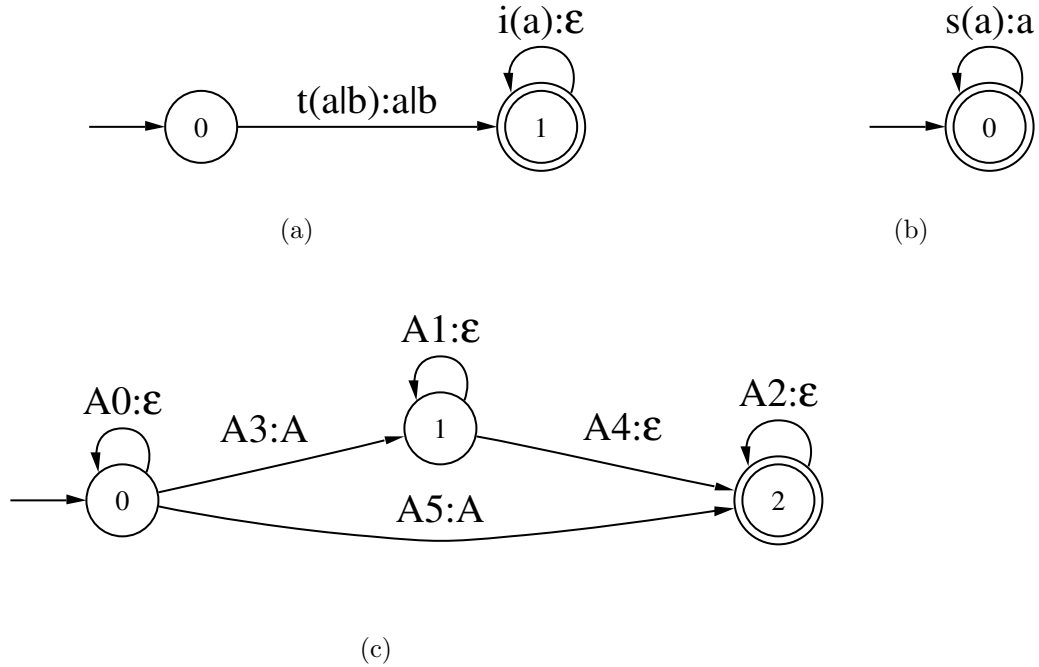 i(a):ε
s(a):a
t(a|b):a|b
0
1
0
(a)
(b)
A1:ε
A0:ε
A2:ε
A3:A
1
A4:ε
0
A5:A
2
(c)